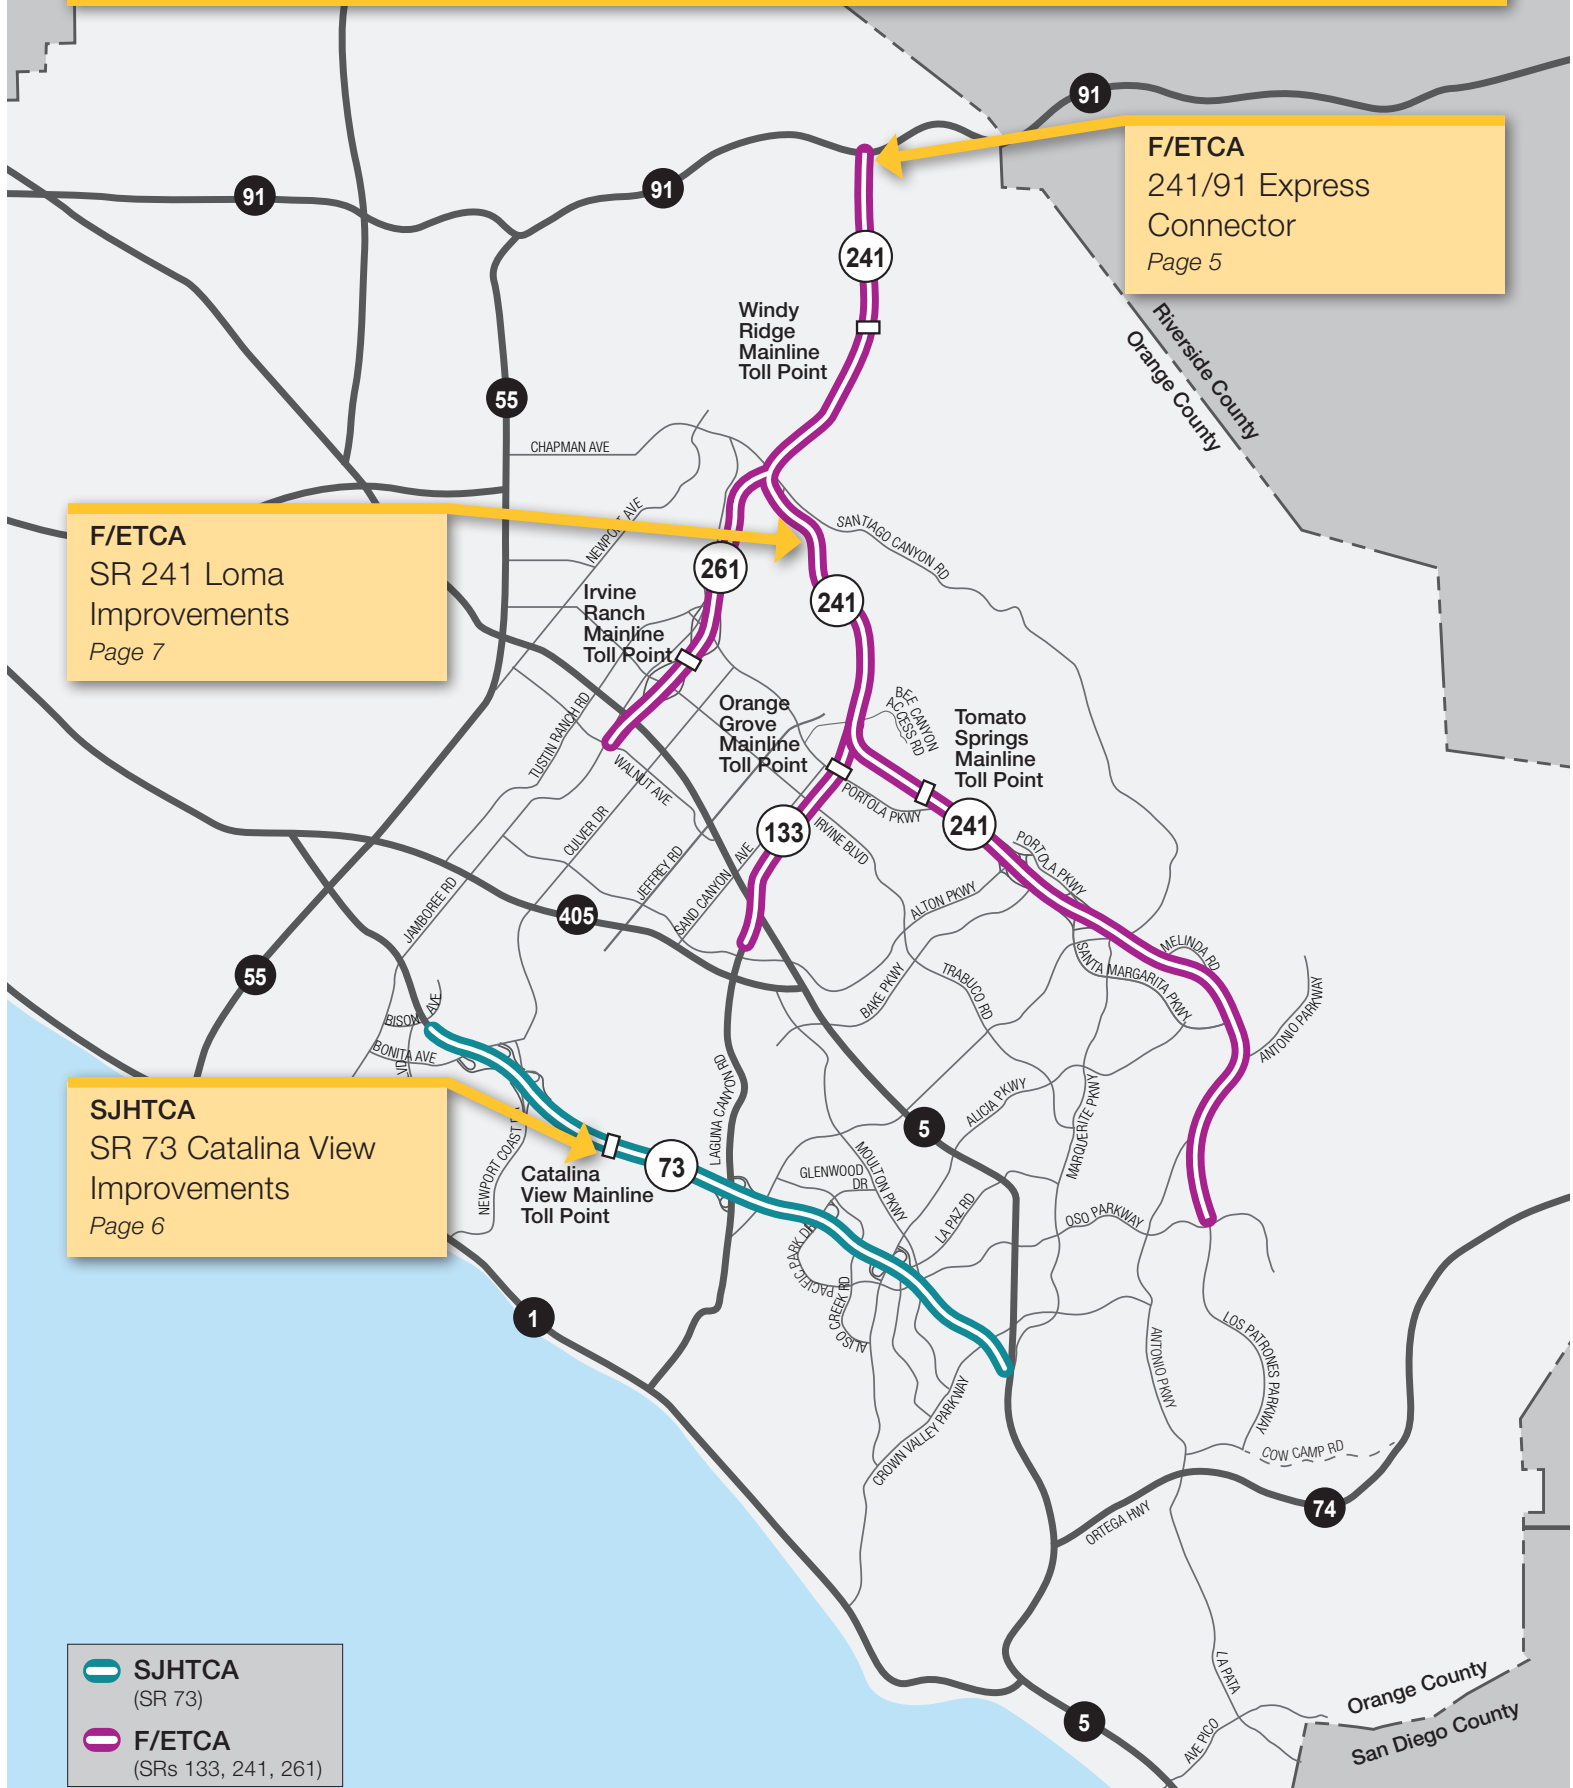 91
91
91
F/ETCA
241/91 Express
Connector
Page 5
241
Windy
Ridge
Mainline
Toll Point
Riverside County
Orange County
55
CHAPMAN AVE
NEWPORT AVE
SANTIAGO CANYON RD
F/ETCA
SR 241 Loma
Improvements
Page 7
261
241
Irvine
Ranch
Mainline
Toll Point
Orange
Grove
Mainline
Toll Point
BEE CANYON
ACCESS RD
Tomato
Springs
Mainline
Toll Point
TUSTIN RANCH RD
WALNUT AVE
PORTOLA PKWY
CULVER DR
133
IRVINE BLVD
241
PORTOLA PKWY
JEFFREY RD
SAND CANYON AVE
ALTON PKWY
JAMBOREE RD
405
MELINDA RD
SANTA MARGARITA PKWY
55
BAKE PKWY
TRABUCO RD
ANTONIO PARKWAY
BISON AVE
BONITA AVE
LAGUNA CANYON RD
SJHTCA
SR 73 Catalina View
Improvements
Page 6
NEWPORT COAST
73
Catalina
View Mainline
Toll Point
5
ALICIA PKWY
MARGUERITE PKWY
MOULTON PKWY
GLENWOOD
DR
LA PAZ RD
OSO PARKWAY
PACIFIC PARK DR
ALISO CREEK RD
1
LOS PATRONES PARKWAY
ANTONIO PKWY
CROWN VALLEY PARKWAY
COW CAMP RD
74
ORTEGA HWY
LA PATA
AVE PICO
5
Orange County
San Diego County
SJHTCA
(SR 73)
F/ETCA
(SRs 133, 241, 261)